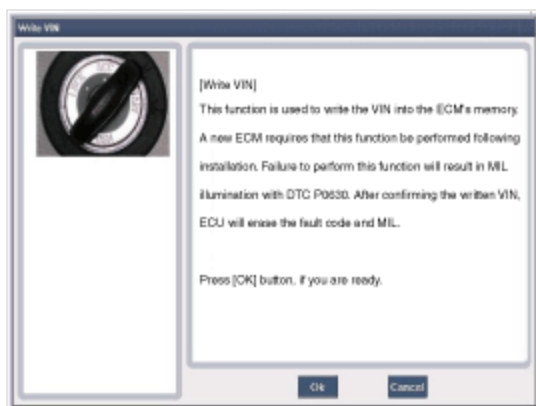 Write VIN
[Write VIN]
This function is used to write the VIN into the ECM's memory.
A new ECM requires that this function be performed following
installation. Failure to perform this function will result in MIL
illumination with DTC P0630. After confirming the written VIN,
ECU will erase the fault code and MIL.
Press [OK] button, if you are ready.
Ok
Cancel